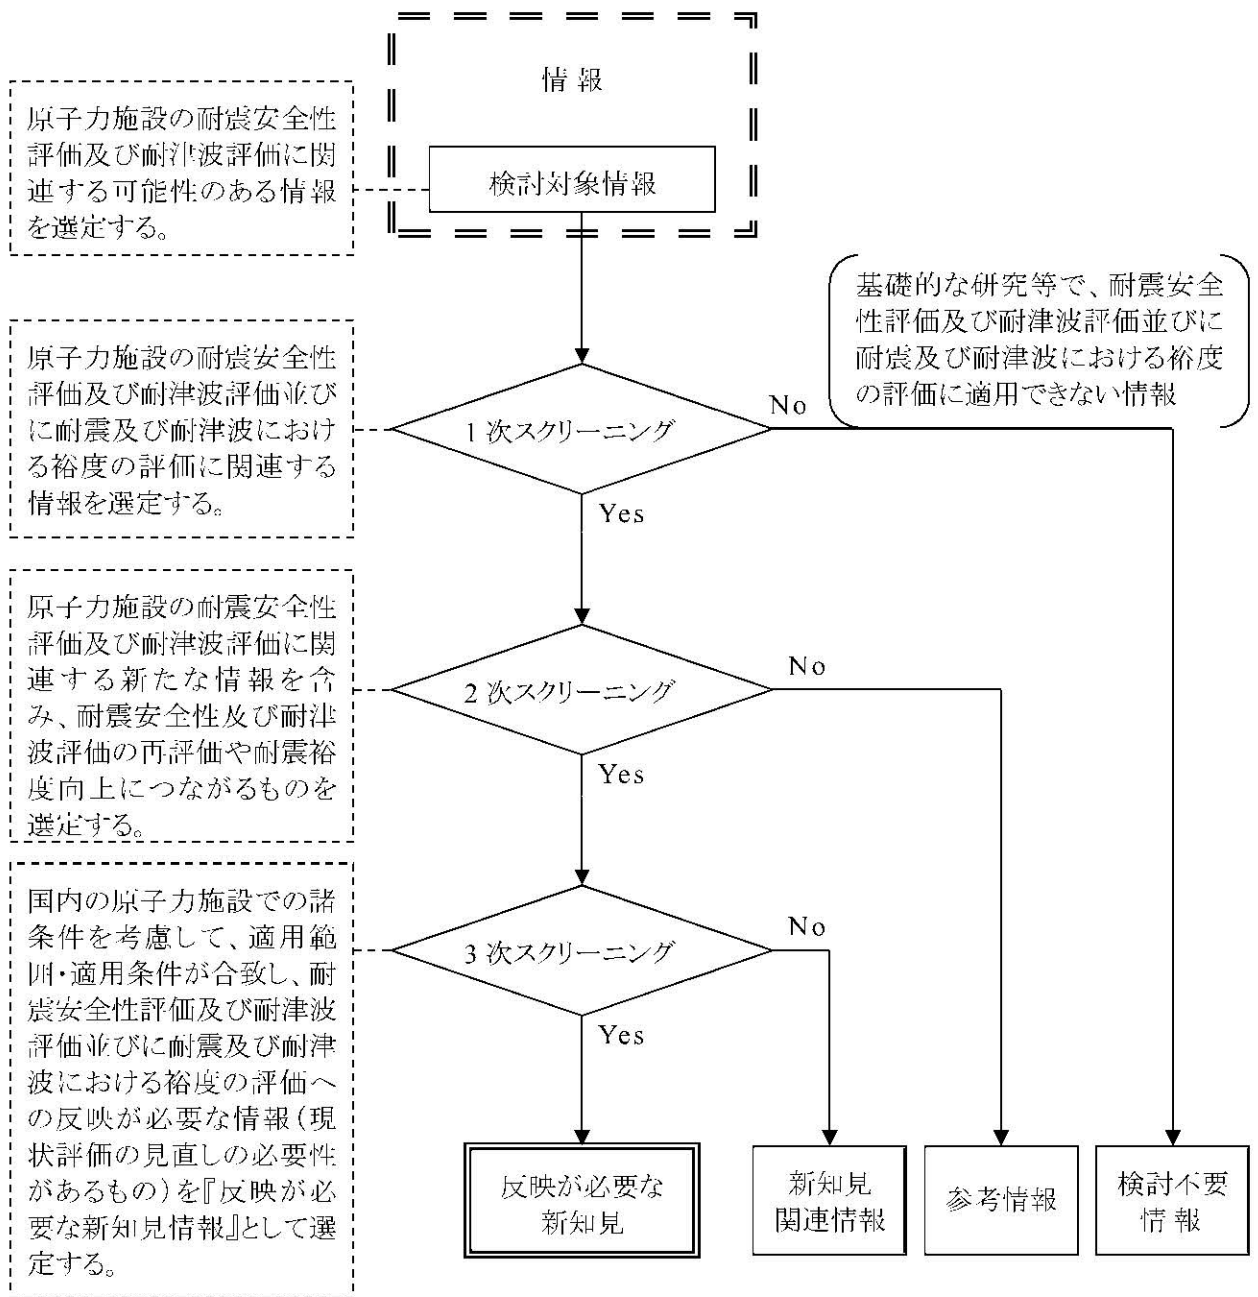 情 報
検討対象情報
原子力施設の耐震安全性
評価及び耐津波評価に関
連する可能性のある情報
を選定する。
基礎的な研究等で、耐震安全
性評価及び耐津波評価並びに
耐震及び耐津波における裕度
の評価に適用できない情報
原子力施設の耐震安全性
評価及び耐津波評価並び
に耐震及び耐津波におけ
る裕度の評価に関連する
情報を選定する。
1 次スクリーニング
No
Yes
原子力施設の耐震安全性
評価及び耐津波評価に関
連する新たな情報を含
み、耐震安全性及び耐津
波評価の再評価や耐震裕
度向上につながるものを
選定する。
2 次スクリーニング
No
Yes
国内の原子力施設での諸
条件を考慮して、適用範
囲・適用条件が合致し、耐
震安全性評価及び耐津波
評価並びに耐震及び耐津
波における裕度の評価へ
の反映が必要な情報(現
状評価の見直しの必要性
があるもの)を『反映が必
要な新知見情報』として選
定する。
3 次スクリーニング
No
Yes
反映が必要な
新知見
新知見
関連情報
参考情報
検討不要
情 報